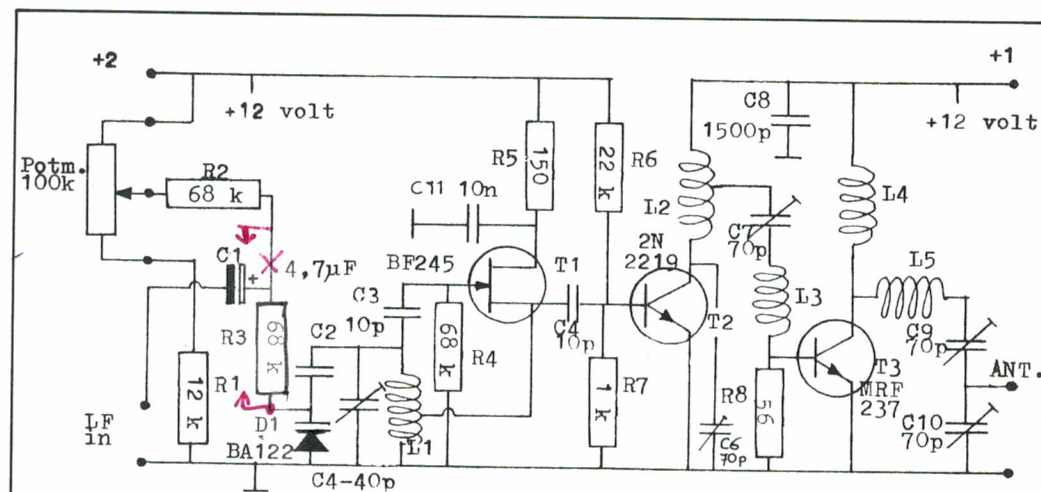 +2
+1
+12 volt
+12 volt
Potm.
100k
R2
68 k
C1
+
4,7µF
R3
68 k
R1
12 k
LF
in
D1
BA122
C2
C4-40p
C3
10p
L1
R4
68 k
BF245
C11 10n
R5
150
T1
C4
10p
R6
22 k
R7
1 k
2N
2219
T2
L2
C8
1500p
C7
70p
L3
R8
56
C6
70p
L4
L5
T3
MRF
237
C9
70p
C10
70p
ANT.